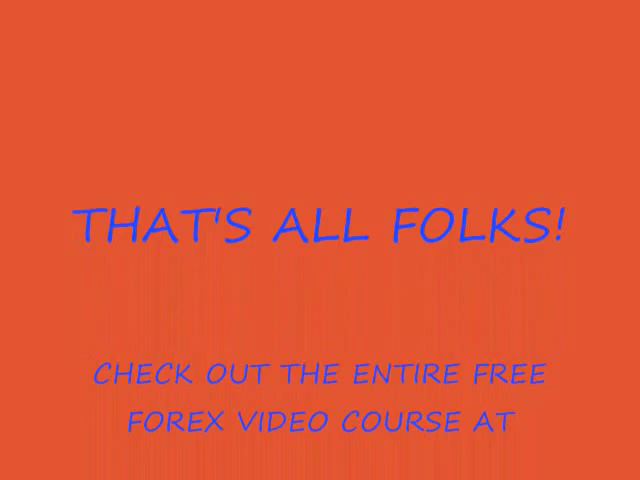 THAT'S ALL FOLKS!
CHECK OUT THE ENTIRE FREE
FOREX VIDEO COURSE AT